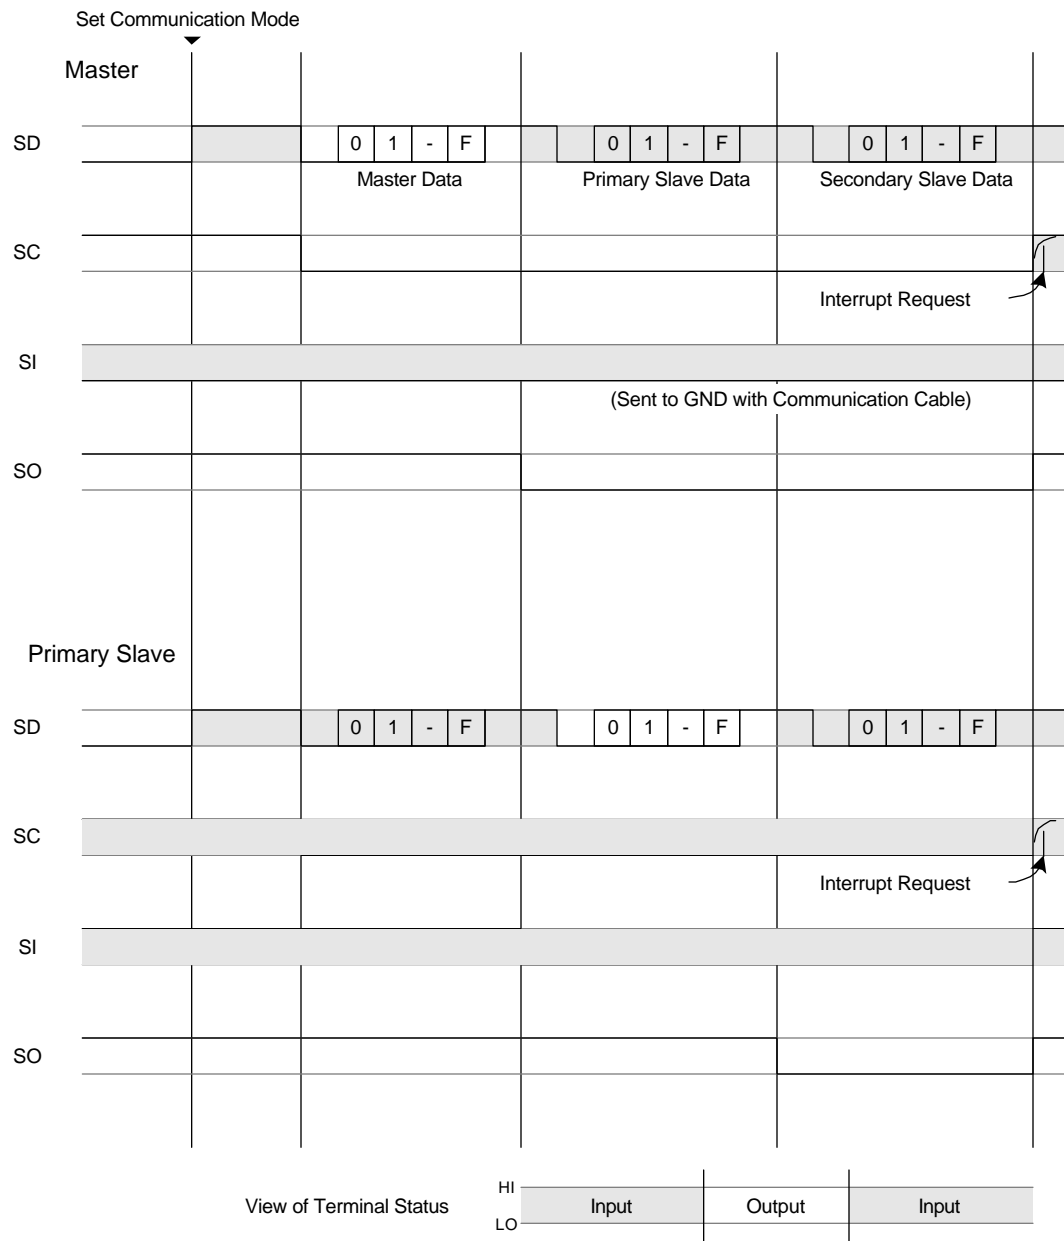 Set Communication Mode
Master
SD 0 1 - F 0 1 - F 0 1 - F
Master Data Primary Slave Data Secondary Slave Data
SC
Interrupt Request
SI
(Sent to GND with Communication Cable)
SO
Primary Slave
SD 0 1 - F 0 1 - F 0 1 - F
SC
Interrupt Request
SI
SO
HI
View of Terminal Status Input Output Input
LO